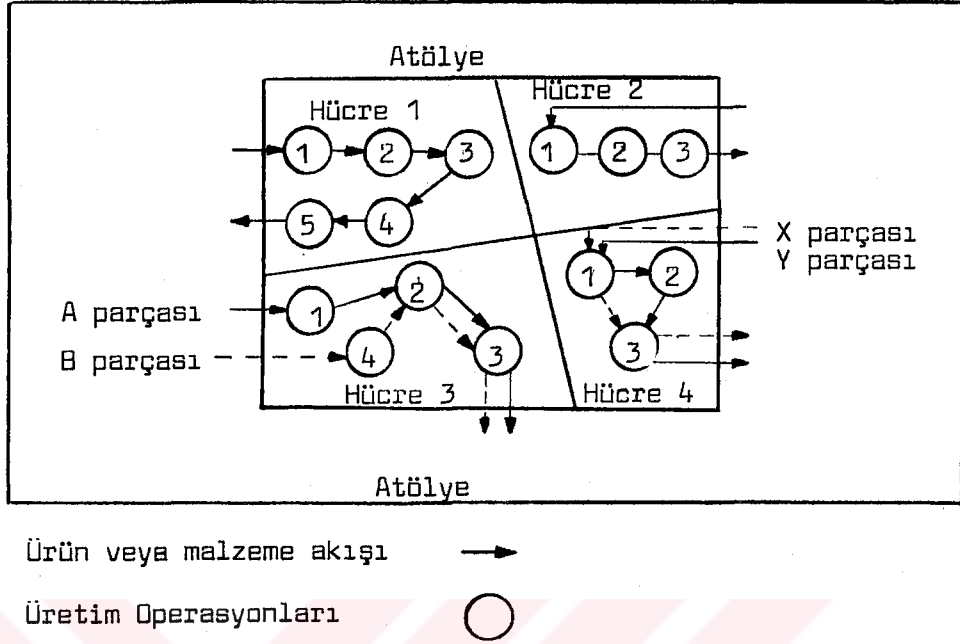 Atölye
Hücre 1
Hücre 2
1 2 3
1 2 3
5 4
X parçası
Y parçası
1 2
2
A parçası
1
B parçası
4
3
3
Hücre 3
Hücre 4
Atölye
Ürün veya malzeme akışı
Üretim Operasyonları